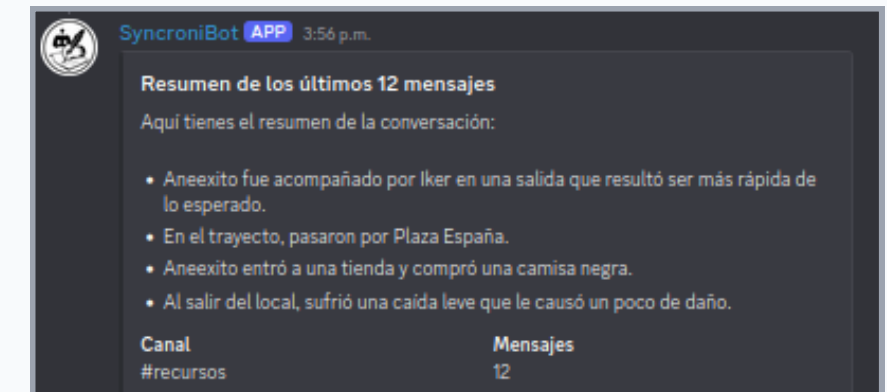 SyncroniBot APP 3:56 p.m.
Resumen de los últimos 12 mensajes
Aquí tienes el resumen de la conversación:
• Aneexito fue acompañado por Iker en una salida que resultó ser más rápida de
lo esperado.
• En el trayecto, pasaron por Plaza España.
• Aneexito entró a una tienda y compró una camisa negra.
• Al salir del local, sufrió una caída leve que le causó un poco de daño.
Canal Mensajes
#recursos 12